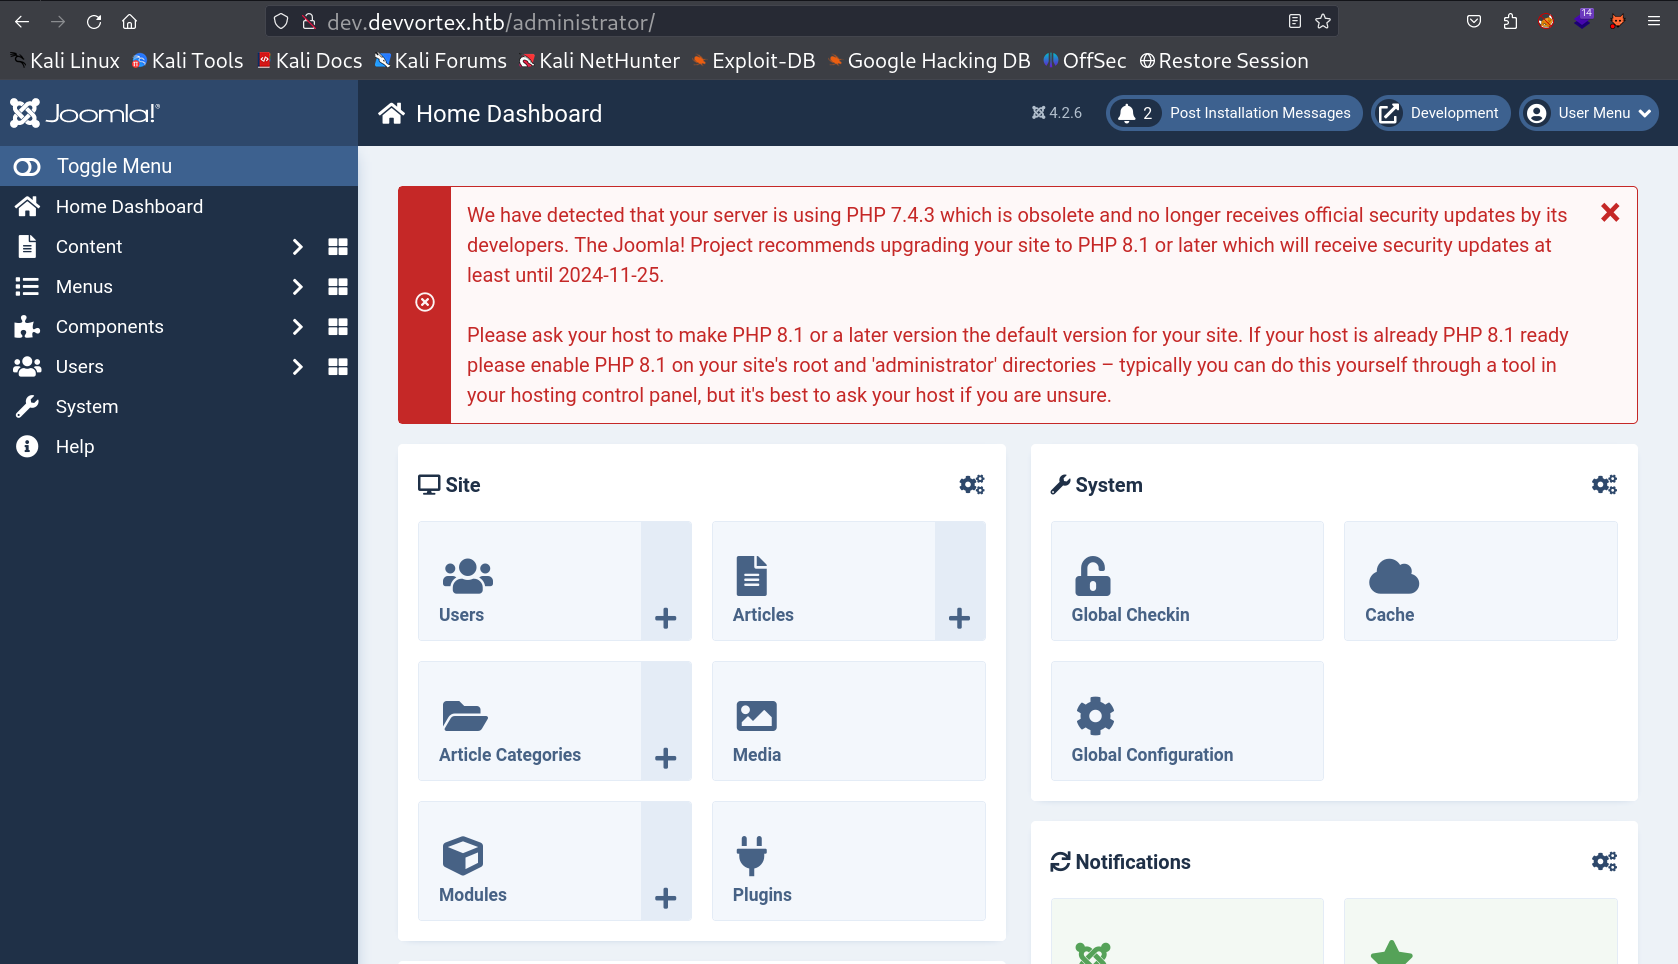 dev.devvortex.htb/administrator/
14
Kali Linux Kali Tools Kali Docs Kali Forums Kali NetHunter Exploit-DB Google Hacking DB OffSec Restore Session
Joomla!®
Home Dashboard
4.2.6
2 Post Installation Messages
Development
User Menu
Toggle Menu
Home Dashboard
Content
Menus
Components
Users
System
Help
We have detected that your server is using PHP 7.4.3 which is obsolete and no longer receives official security updates by its
developers. The Joomla! Project recommends upgrading your site to PHP 8.1 or later which will receive security updates at
least until 2024-11-25.
Please ask your host to make PHP 8.1 or a later version the default version for your site. If your host is already PHP 8.1 ready
please enable PHP 8.1 on your site's root and 'administrator' directories – typically you can do this yourself through a tool in
your hosting control panel, but it's best to ask your host if you are unsure.
Site
Users
Articles
Article Categories
Media
Modules
Plugins
System
Global Checkin
Cache
Global Configuration
Notifications